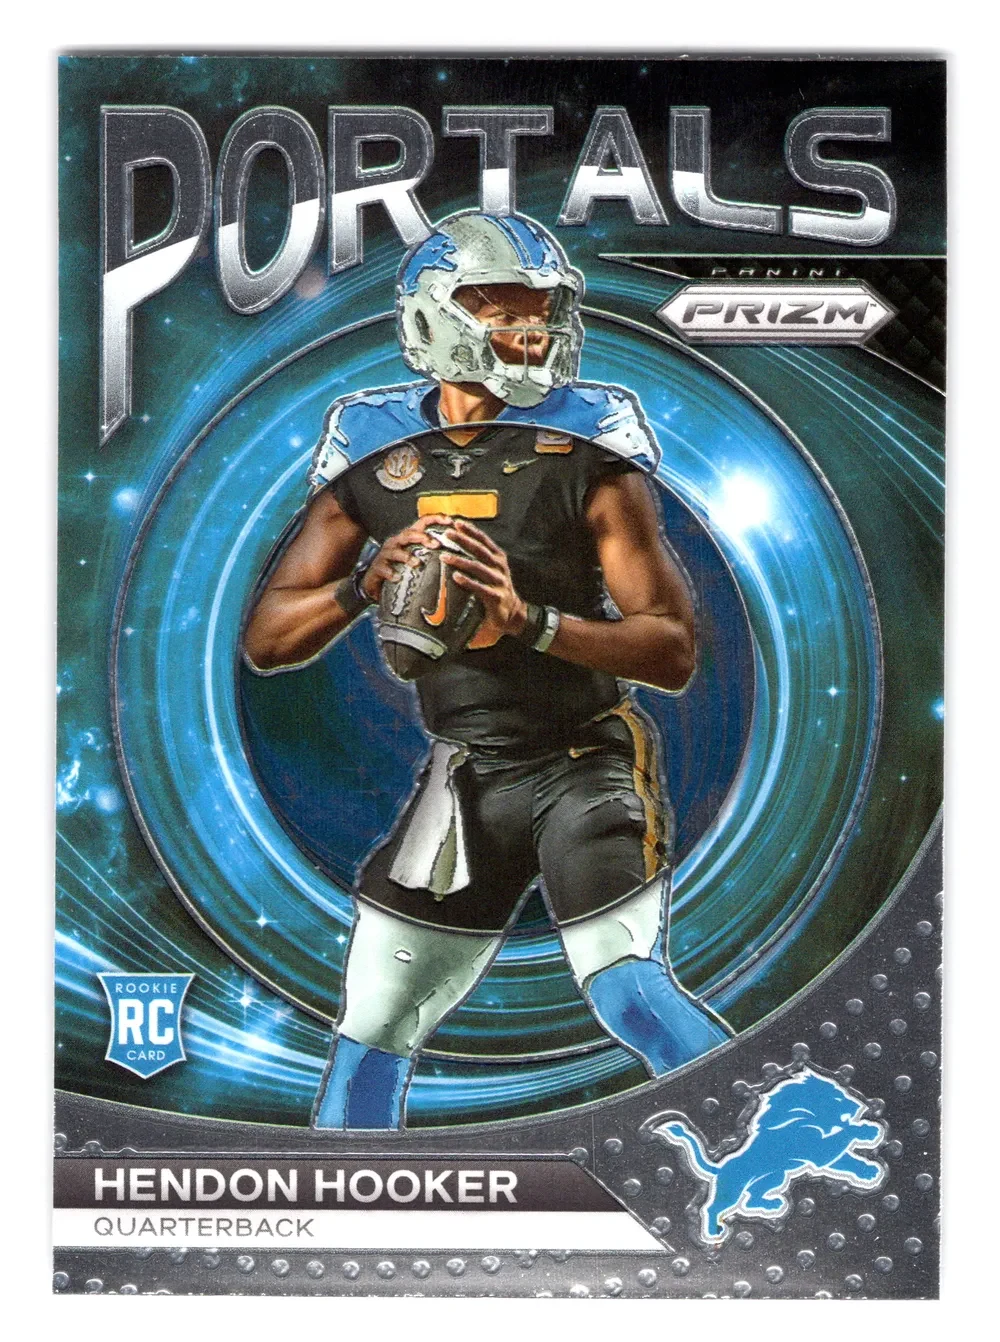 PORTALS
PANINI
PRIZM
ROOKIE
RC
CARD
HENDON HOOKER
QUARTERBACK